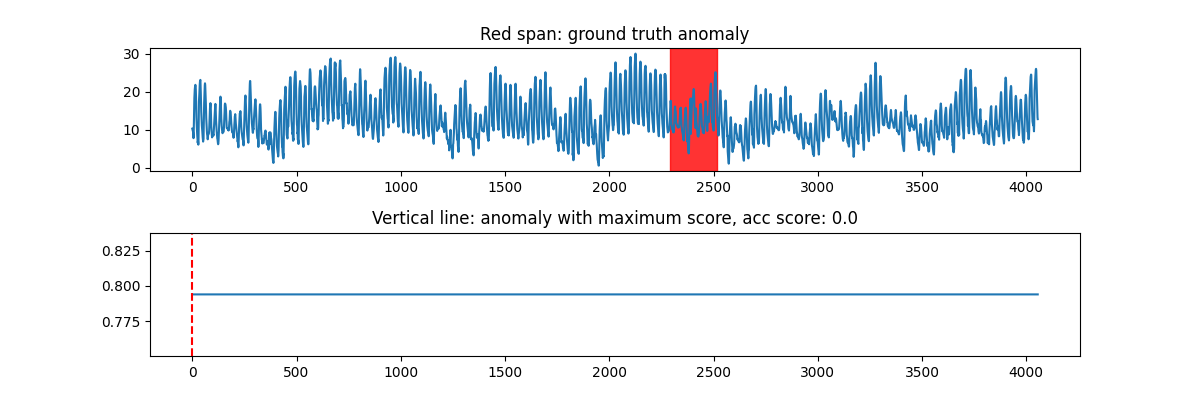 Red span: ground truth anomaly
30
20
10
0
0 500 1000 1500 2000 2500 3000 3500 4000
Vertical line: anomaly with maximum score, acc score: 0.0
0.825
0.800
0.775
0 500 1000 1500 2000 2500 3000 3500 4000